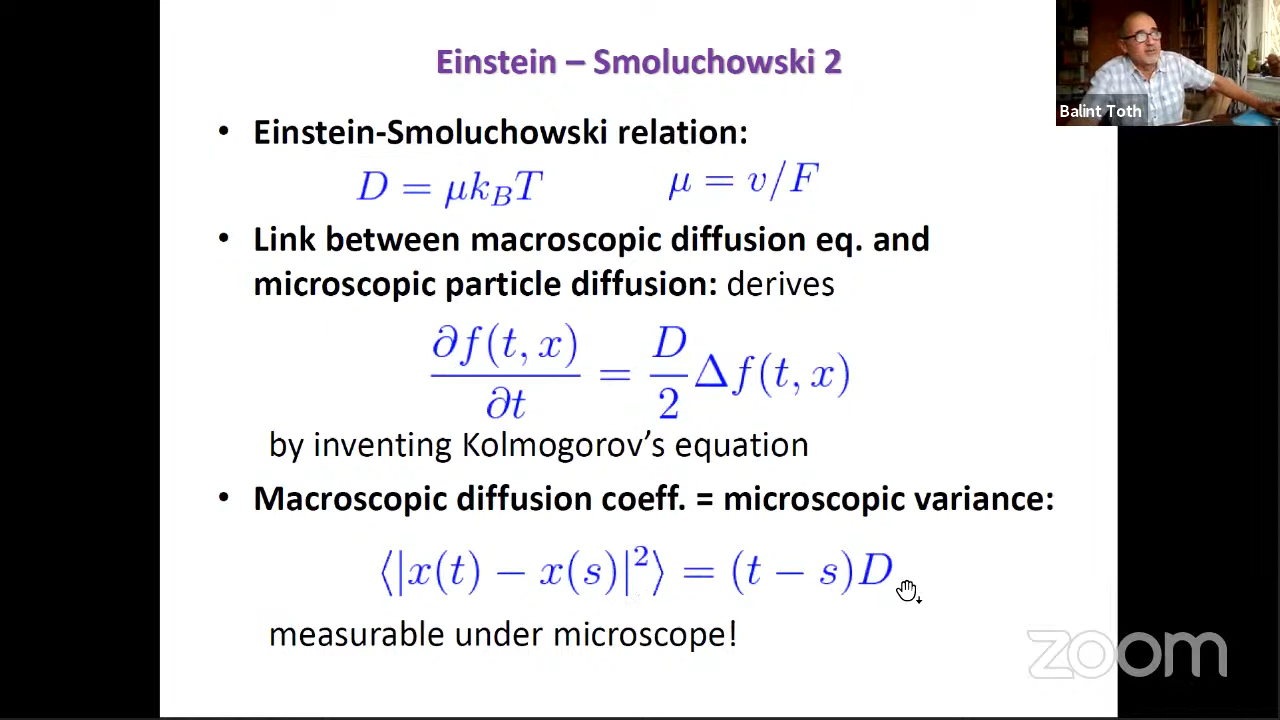 Einstein – Smoluchowski 2
Balint Toth
• Einstein-Smoluchowski relation:
D = μk_BT    μ = v/F
• Link between macroscopic diffusion eq. and
microscopic particle diffusion: derives
∂f(t, x)/∂t = D/2 Δf(t, x)
by inventing Kolmogorov’s equation
• Macroscopic diffusion coeff. = microscopic variance:
⟨|x(t) − x(s)|²⟩ = (t − s)D
measurable under microscope!
zoom